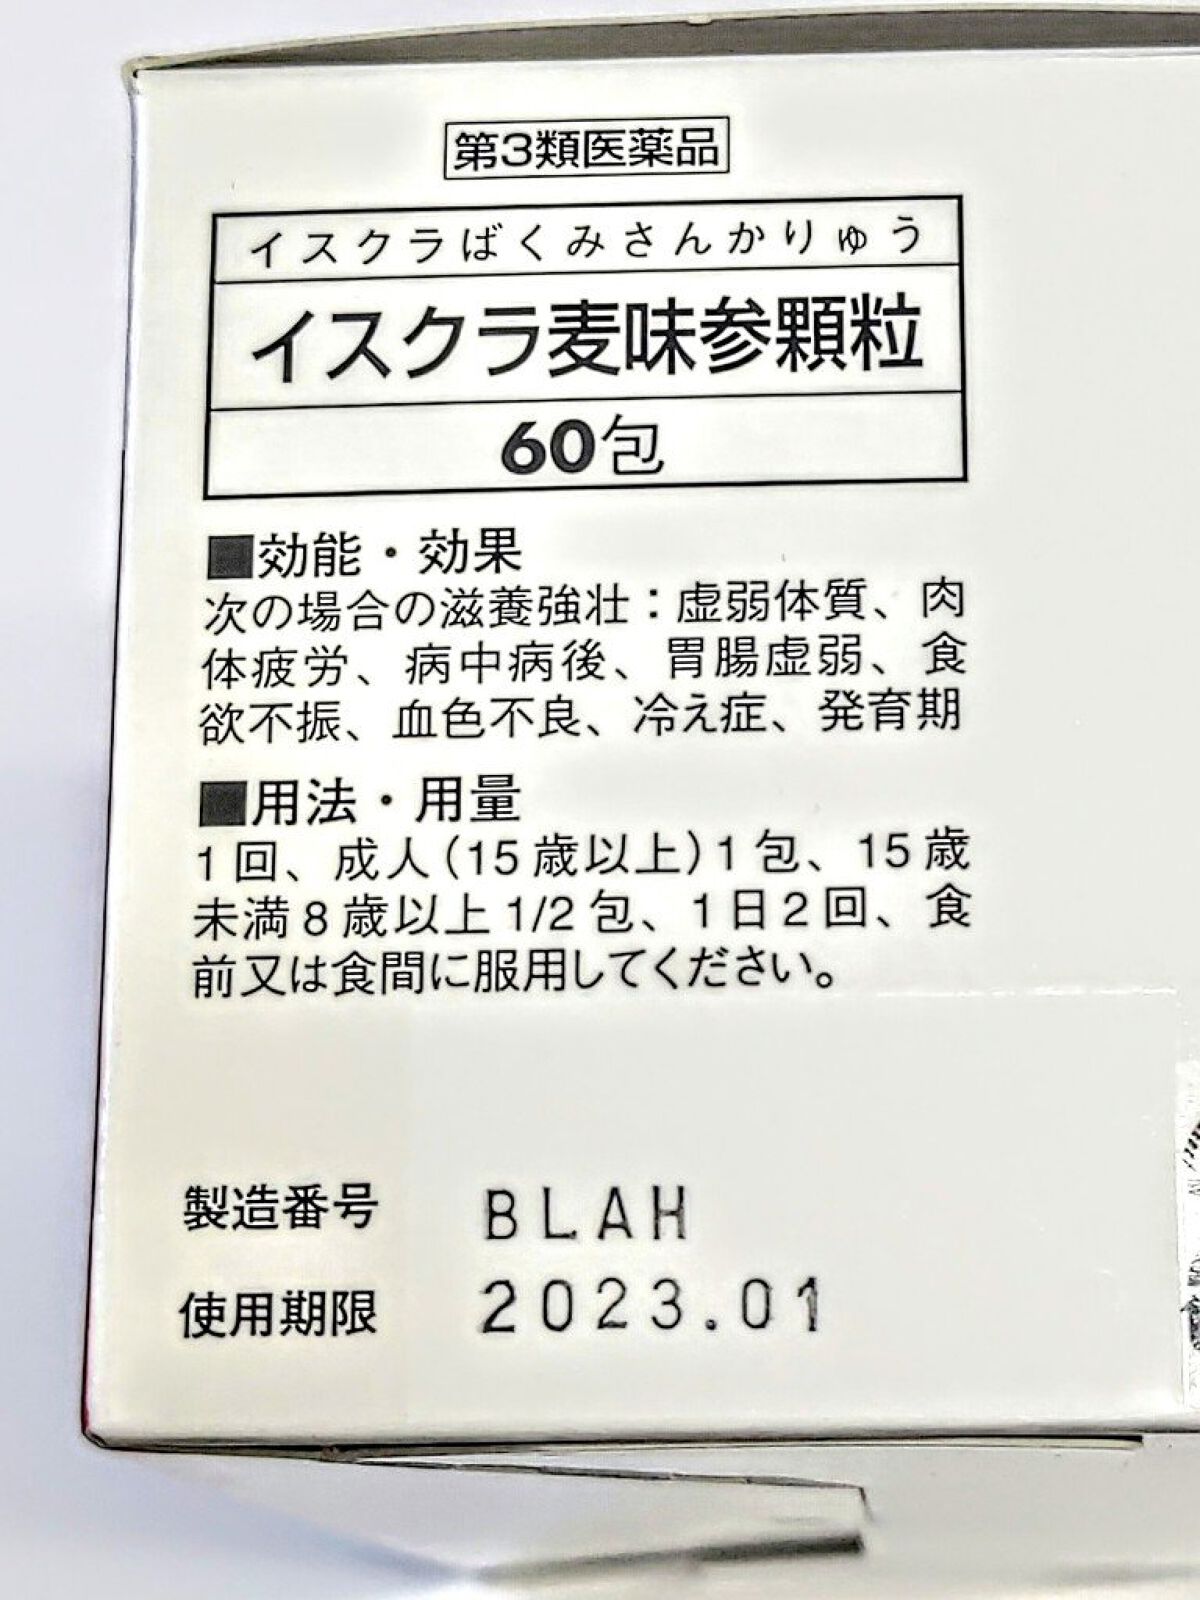 第3類医薬品
イスクラばくみさんかりゅう
イスクラ麦味参顆粒
60包
■効能・効果
次の場合の滋養強壮：虚弱体質、肉
体疲労、病中病後、胃腸虚弱、食
欲不振、血色不良、冷え症、発育期
■用法・用量
1回、成人(15歳以上)1包、15歳
未満8歳以上1/2包、1日2回、食
前又は食間に服用してください。
製造番号 BLAH
使用期限 2023.01